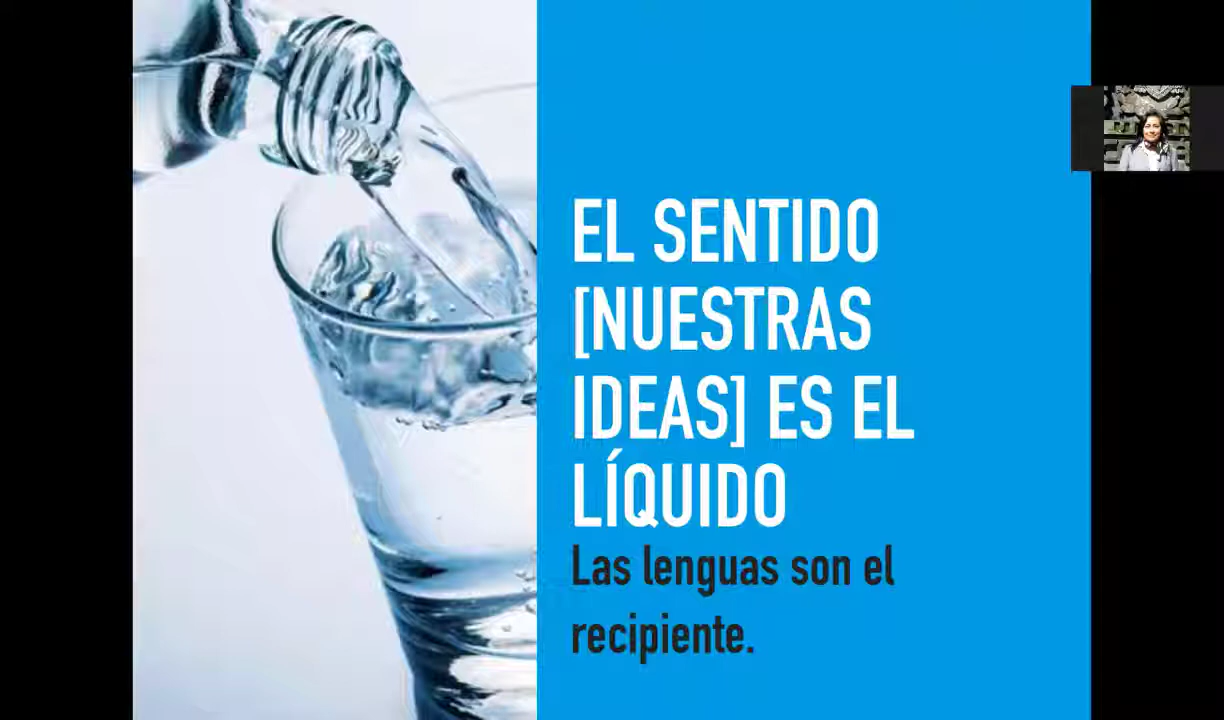 EL SENTIDO
[NUESTRAS
IDEAS] ES EL
LÍQUIDO
Las lenguas son el
recipiente.